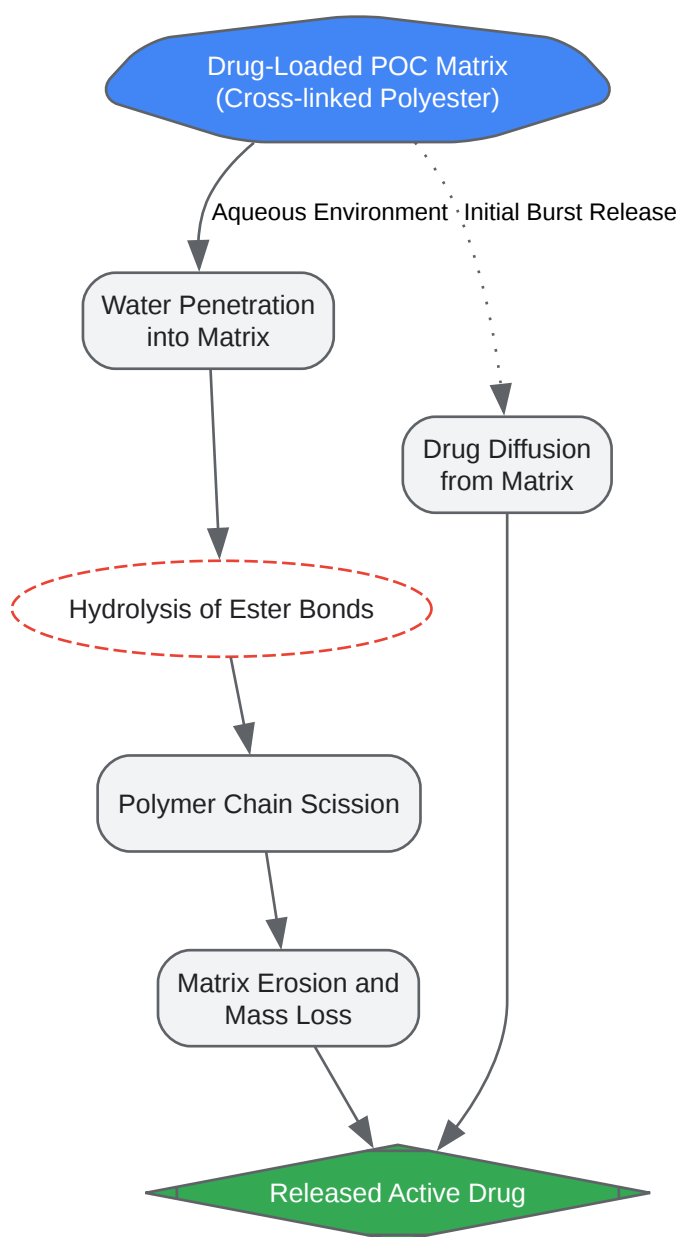 Drug-Loaded POC Matrix
(Cross-linked Polyester)
Aqueous Environment
Initial Burst Release
Water Penetration
into Matrix
Drug Diffusion
from Matrix
Hydrolysis of Ester Bonds
Polymer Chain Scission
Matrix Erosion and
Mass Loss
Released Active Drug